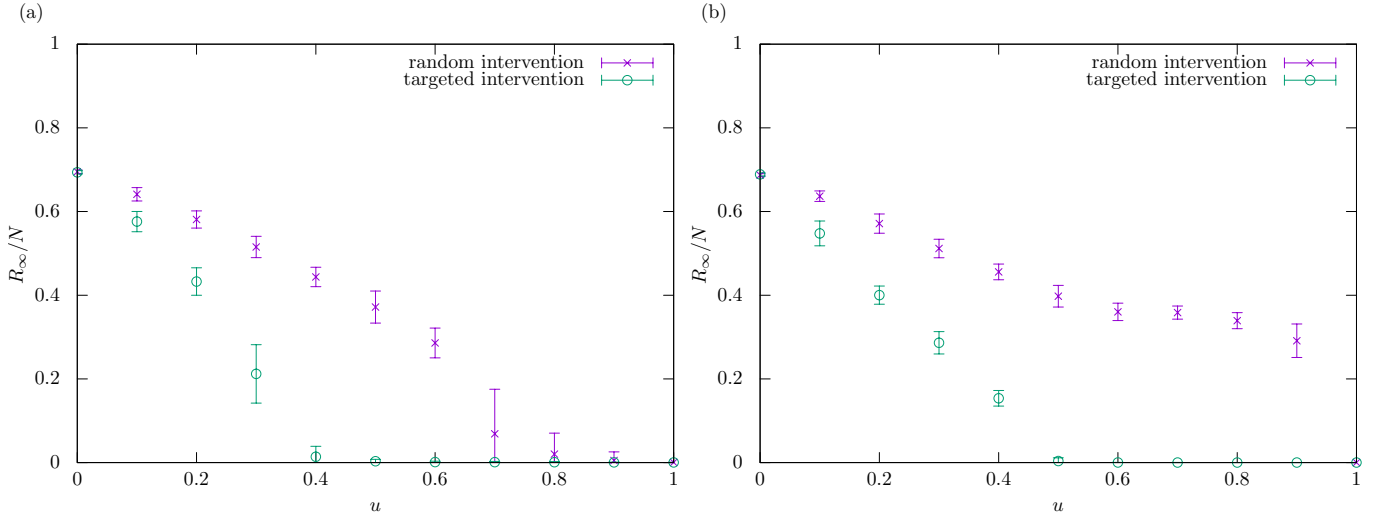 (a)
1
0.8
0.6
0.4
0.2
0
0 0.2 0.4 0.6 0.8 1
R∞/N
u
random intervention
targeted intervention
(b)
1
0.8
0.6
0.4
0.2
0
0 0.2 0.4 0.6 0.8 1
R∞/N
u
random intervention
targeted intervention